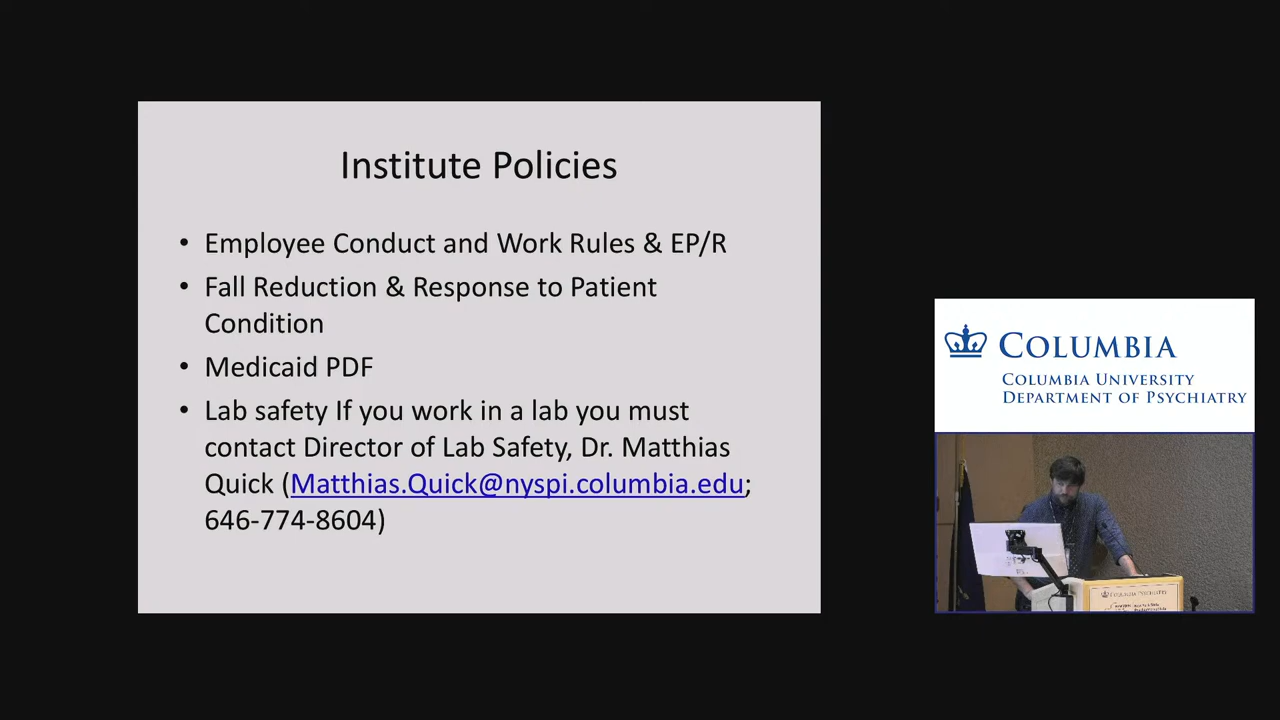 Institute Policies
• Employee Conduct and Work Rules & EP/R
• Fall Reduction & Response to Patient
Condition
• Medicaid PDF
• Lab safety If you work in a lab you must
contact Director of Lab Safety, Dr. Matthias
Quick (Matthias.Quick@nyspi.columbia.edu;
646-774-8604)
COLUMBIA
COLUMBIA UNIVERSITY
DEPARTMENT OF PSYCHIATRY